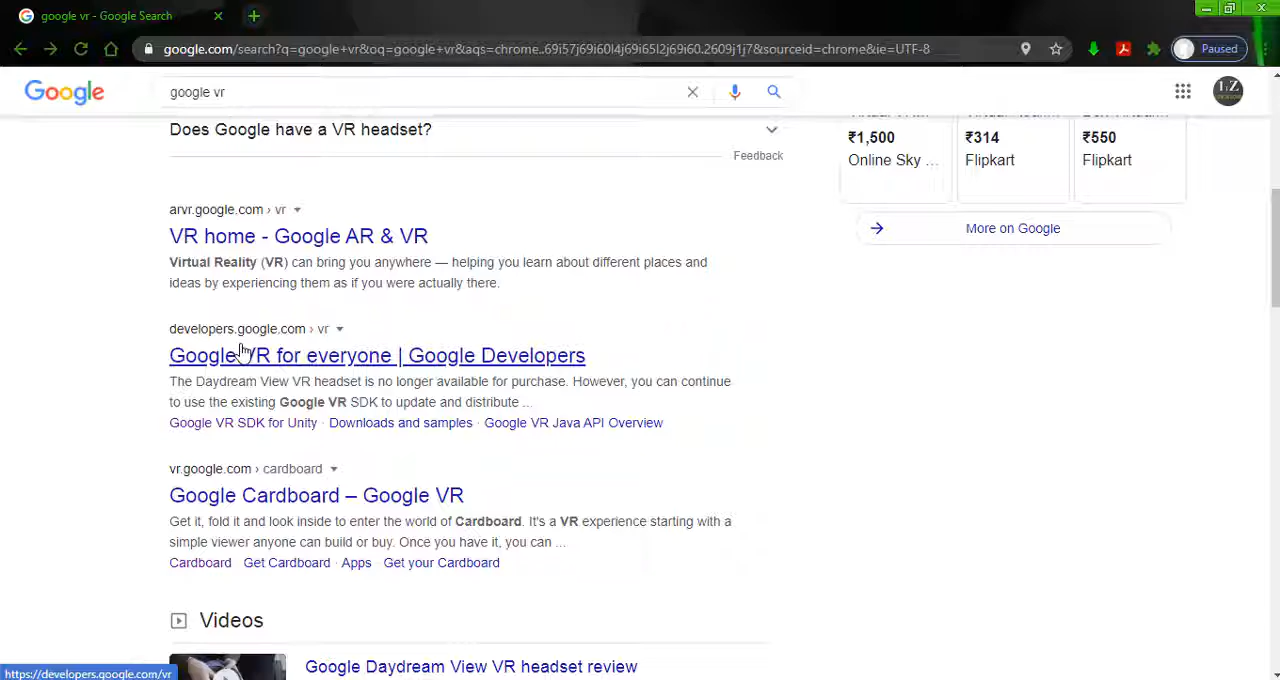 google vr - Google Search
google.com/search?q=google+vr&oq=google+vr&aqs=chrome..69i57j69i60l4j69i65l2j69i60.2609j1j7&sourceid=chrome&ie=UTF-8
Paused
Google
google vr
Does Google have a VR headset?
Feedback
₹1,500
Online Sky ...
₹314
Flipkart
₹550
Flipkart
More on Google
arvr.google.com › vr
VR home - Google AR & VR
Virtual Reality (VR) can bring you anywhere — helping you learn about different places and
ideas by experiencing them as if you were actually there.
developers.google.com › vr
Google VR for everyone | Google Developers
The Daydream View VR headset is no longer available for purchase. However, you can continue
to use the existing Google VR SDK to update and distribute ...
Google VR SDK for Unity · Downloads and samples · Google VR Java API Overview
vr.google.com › cardboard
Google Cardboard – Google VR
Get it, fold it and look inside to enter the world of Cardboard. It's a VR experience starting with a
simple viewer anyone can build or buy. Once you have it, you can ...
Cardboard · Get Cardboard · Apps · Get your Cardboard
Videos
Google Daydream View VR headset review
https://developers.google.com/vr